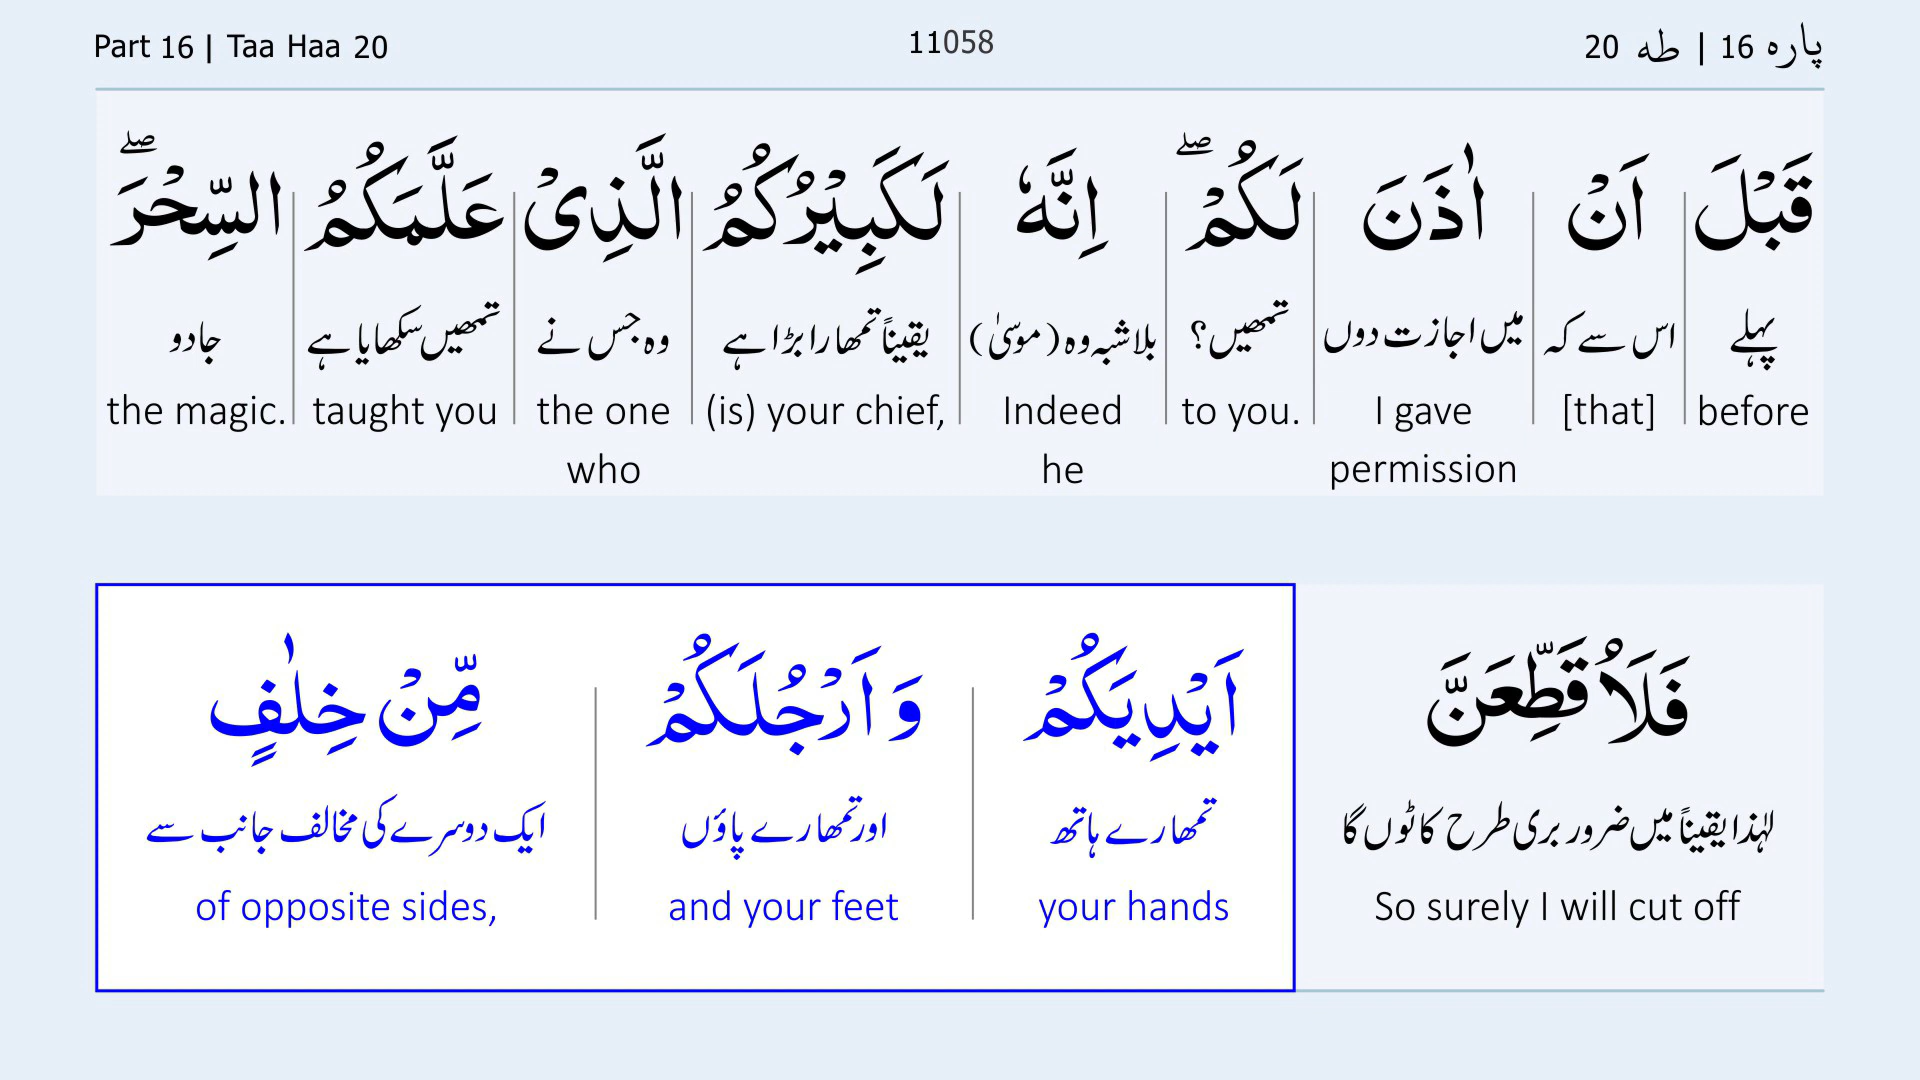 Part 16 | Taa Haa 20
11058
پارہ 16 | طه 20
قَبْلَ اَنْ اٰذَنَ لَكُمْ ۖ اِنَّهٗ لَكَبِيْرُكُمُ الَّذِیْ عَلَّمَكُمُ السِّحْرَ ۖ
پہلے اس سے کہ میں اجازت دوں تمھیں؟ بلاشبہ وہ (موسیٰ) یقیناً تمھارا بڑا ہے وہ جس نے تمھیں سکھایا ہے جادو
before [that] I gave permission to you. Indeed he (is) your chief, the one who taught you the magic.
فَلَاُقَطِّعَنَّ اَيْدِيَكُمْ وَ اَرْجُلَكُمْ مِّنْ خِلٰفٍ
لہٰذا یقیناً میں ضرور بری طرح کاٹوں گا تمھارے ہاتھ اور تمھارے پاؤں ایک دوسرے کی مخالف جانب سے
So surely I will cut off your hands and your feet of opposite sides,